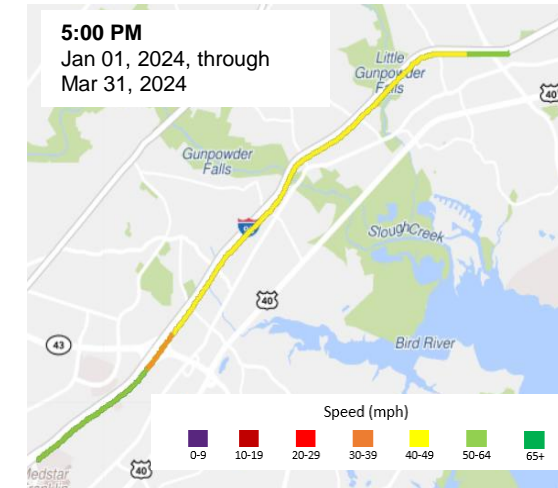 5:00 PM
Jan 01, 2024, through
Mar 31, 2024
Little
Gunpowder
Falls
40
Gunpowder
Falls
SloughCreek
40
43
Bird River
Speed (mph)
0-9 10-19 20-29 30-39 40-49 50-64 65+
Medstar
40